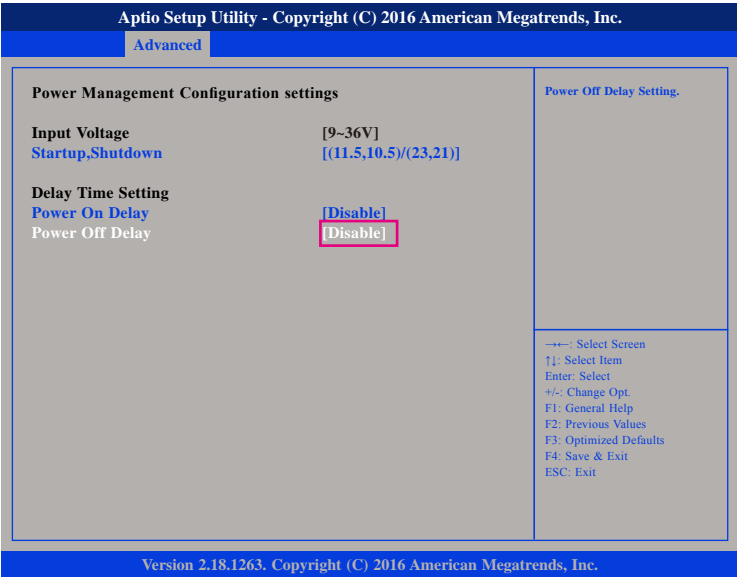 Aptio Setup Utility - Copyright (C) 2016 American Megatrends, Inc.
Advanced
Power Management Configuration settings
Input Voltage [9~36V]
Startup,Shutdown [(11.5,10.5)/(23,21)]
Delay Time Setting
Power On Delay [Disable]
Power Off Delay [Disable]
Power Off Delay Setting.
→←: Select Screen
↑↓: Select Item
Enter: Select
+/-: Change Opt.
F1: General Help
F2: Previous Values
F3: Optimized Defaults
F4: Save & Exit
ESC: Exit
Version 2.18.1263. Copyright (C) 2016 American Megatrends, Inc.